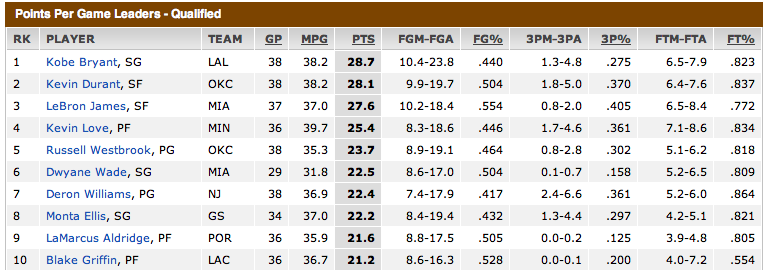 Points Per Game Leaders - Qualified
RK PLAYER TEAM GP MPG PTS FGM-FGA FG% 3PM-3PA 3P% FTM-FTA FT%
1 Kobe Bryant, SG LAL 38 38.2 28.7 10.4-23.8 .440 1.3-4.8 .275 6.5-7.9 .823
2 Kevin Durant, SF OKC 38 38.2 28.1 9.9-19.7 .504 1.8-5.0 .370 6.4-7.6 .837
3 LeBron James, SF MIA 37 37.0 27.6 10.2-18.4 .554 0.8-2.0 .405 6.5-8.4 .772
4 Kevin Love, PF MIN 36 39.7 25.4 8.3-18.6 .446 1.7-4.6 .361 7.1-8.6 .834
5 Russell Westbrook, PG OKC 38 35.3 23.7 8.9-19.1 .464 0.8-2.8 .302 5.1-6.2 .818
6 Dwyane Wade, SG MIA 29 31.8 22.5 8.6-17.0 .504 0.1-0.7 .158 5.2-6.5 .809
7 Deron Williams, PG NJ 38 36.9 22.4 7.4-17.9 .417 2.4-6.6 .361 5.2-6.0 .864
8 Monta Ellis, SG GS 34 37.0 22.2 8.4-19.4 .432 1.3-4.4 .297 4.2-5.1 .821
9 LaMarcus Aldridge, PF POR 36 35.9 21.6 8.8-17.5 .505 0.0-0.2 .125 3.9-4.8 .805
10 Blake Griffin, PF LAC 36 36.7 21.2 8.6-16.3 .528 0.0-0.1 .200 4.0-7.2 .554